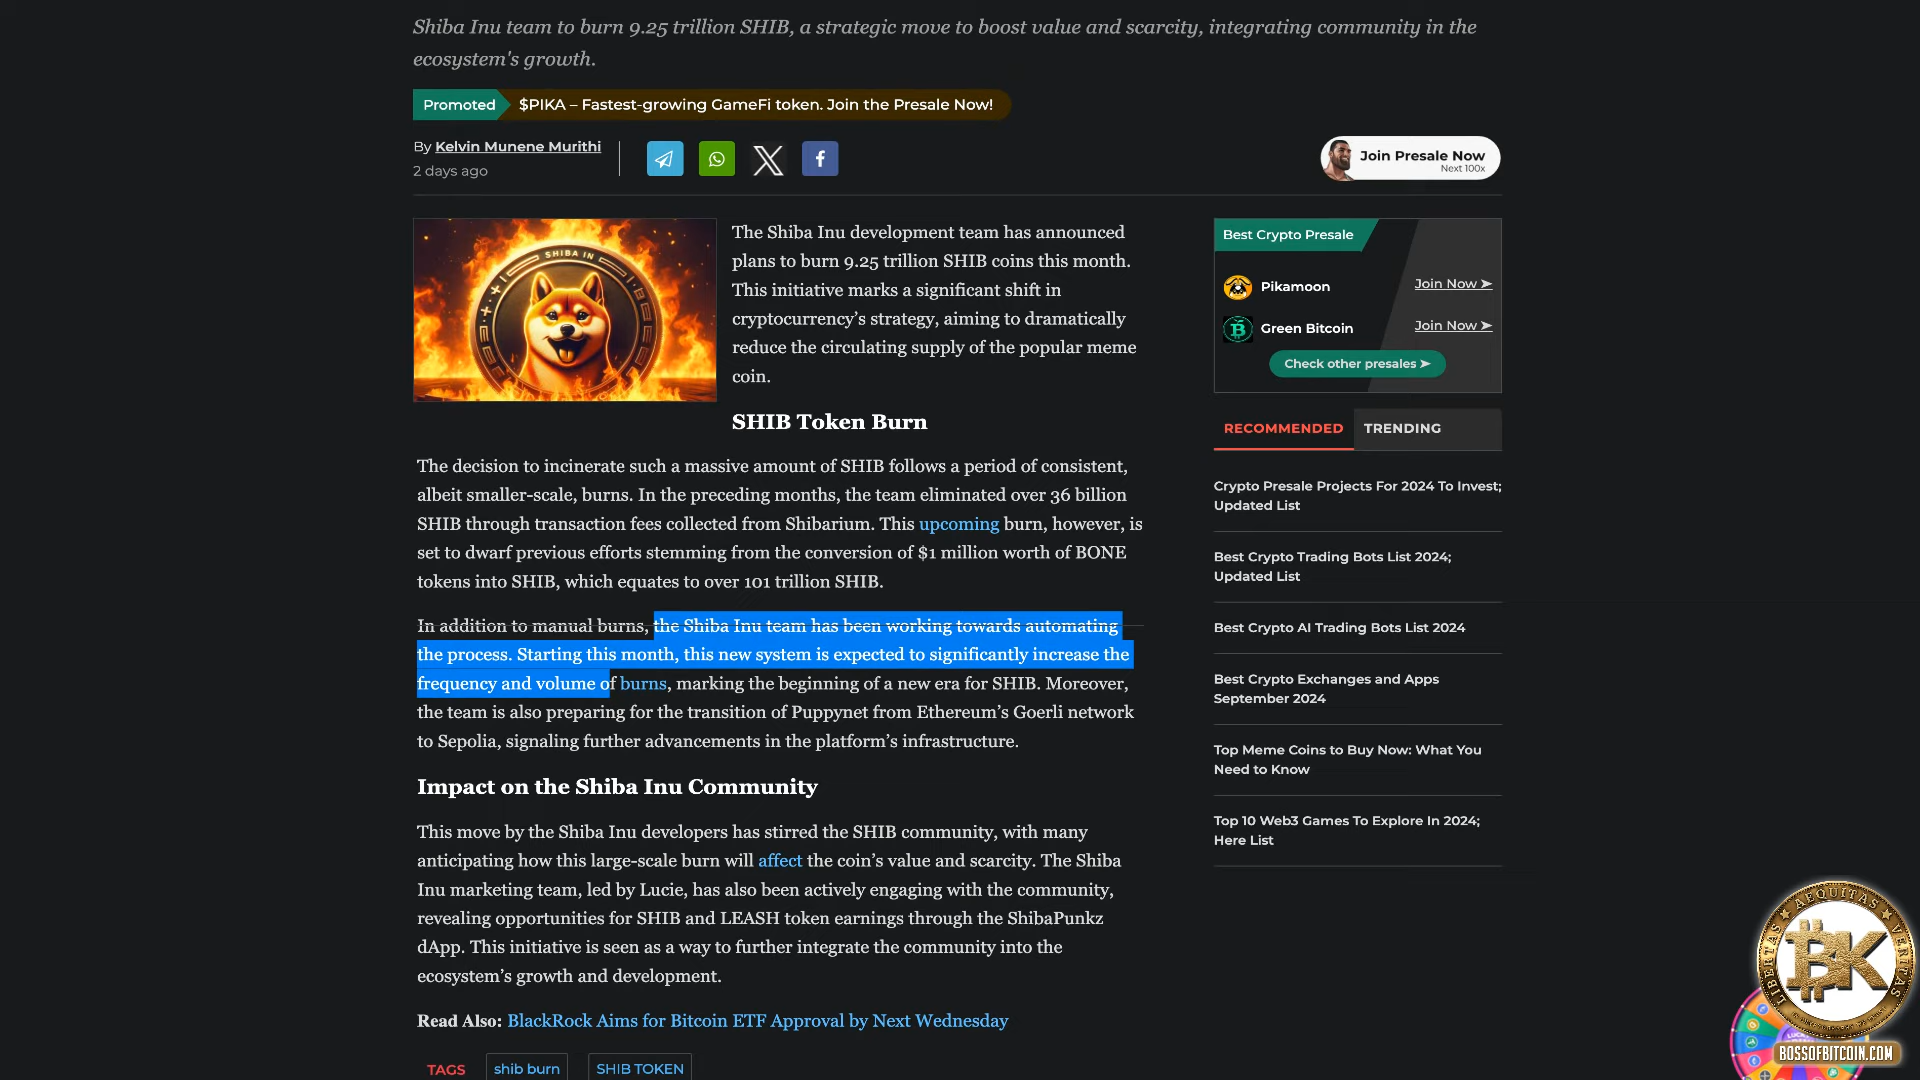 Shiba Inu team to burn 9.25 trillion SHIB, a strategic move to boost value and scarcity, integrating community in the
ecosystem's growth.
Promoted $PIKA – Fastest-growing GameFi token. Join the Presale Now!
By Kelvin Munene Murithi
2 days ago
Join Presale Now
Next 100x
SHIBA IN
The Shiba Inu development team has announced
plans to burn 9.25 trillion SHIB coins this month.
This initiative marks a significant shift in
cryptocurrency’s strategy, aiming to dramatically
reduce the circulating supply of the popular meme
coin.
SHIB Token Burn
The decision to incinerate such a massive amount of SHIB follows a period of consistent,
albeit smaller-scale, burns. In the preceding months, the team eliminated over 36 billion
SHIB through transaction fees collected from Shibarium. This upcoming burn, however, is
set to dwarf previous efforts stemming from the conversion of $1 million worth of BONE
tokens into SHIB, which equates to over 101 trillion SHIB.
In addition to manual burns, the Shiba Inu team has been working towards automating
the process. Starting this month, this new system is expected to significantly increase the
frequency and volume of burns, marking the beginning of a new era for SHIB. Moreover,
the team is also preparing for the transition of Puppynet from Ethereum’s Goerli network
to Sepolia, signaling further advancements in the platform’s infrastructure.
Impact on the Shiba Inu Community
This move by the Shiba Inu developers has stirred the SHIB community, with many
anticipating how this large-scale burn will affect the coin’s value and scarcity. The Shiba
Inu marketing team, led by Lucie, has also been actively engaging with the community,
revealing opportunities for SHIB and LEASH token earnings through the ShibaPunkz
dApp. This initiative is seen as a way to further integrate the community into the
ecosystem’s growth and development.
Read Also: BlackRock Aims for Bitcoin ETF Approval by Next Wednesday
TAGS shib burn SHIB TOKEN
Best Crypto Presale
Pikamoon Join Now ➤
Green Bitcoin Join Now ➤
Check other presales ➤
RECOMMENDED TRENDING
Crypto Presale Projects For 2024 To Invest;
Updated List
Best Crypto Trading Bots List 2024;
Updated List
Best Crypto AI Trading Bots List 2024
Best Crypto Exchanges and Apps
September 2024
Top Meme Coins to Buy Now: What You
Need to Know
Top 10 Web3 Games To Explore In 2024;
Here List
AEQUITAS
LIBERTAS
VERITAS
BK
BOSSOFBITCOIN.COM